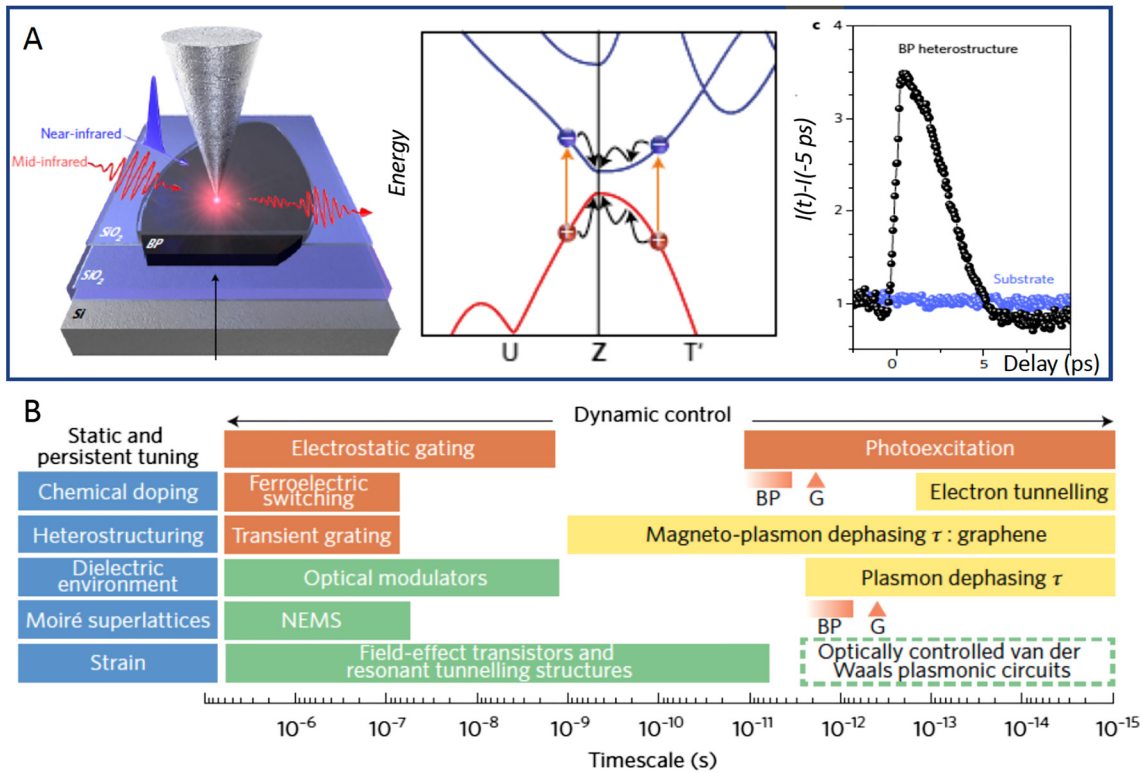 A
Near-infrared
Mid-infrared
SiO2
BP
SiO2
Si
Energy
U
Z
T′
c
4
3
2
1
BP heterostructure
Substrate
I(t)-I(-5 ps)
0
5
Delay (ps)
B
Dynamic control
Static and
persistent tuning
Electrostatic gating
Photoexcitation
Chemical doping
Ferroelectric
switching
BP
G
Electron tunnelling
Heterostructuring
Transient grating
Magneto-plasmon dephasing τ : graphene
Dielectric
environment
Optical modulators
Plasmon dephasing τ
Moiré superlattices
NEMS
BP
G
Strain
Field-effect transistors and
resonant tunnelling structures
Optically controlled van der
Waals plasmonic circuits
10⁻⁶ 10⁻⁷ 10⁻⁸ 10⁻⁹ 10⁻¹⁰ 10⁻¹¹ 10⁻¹² 10⁻¹³ 10⁻¹⁴ 10⁻¹⁵
Timescale (s)